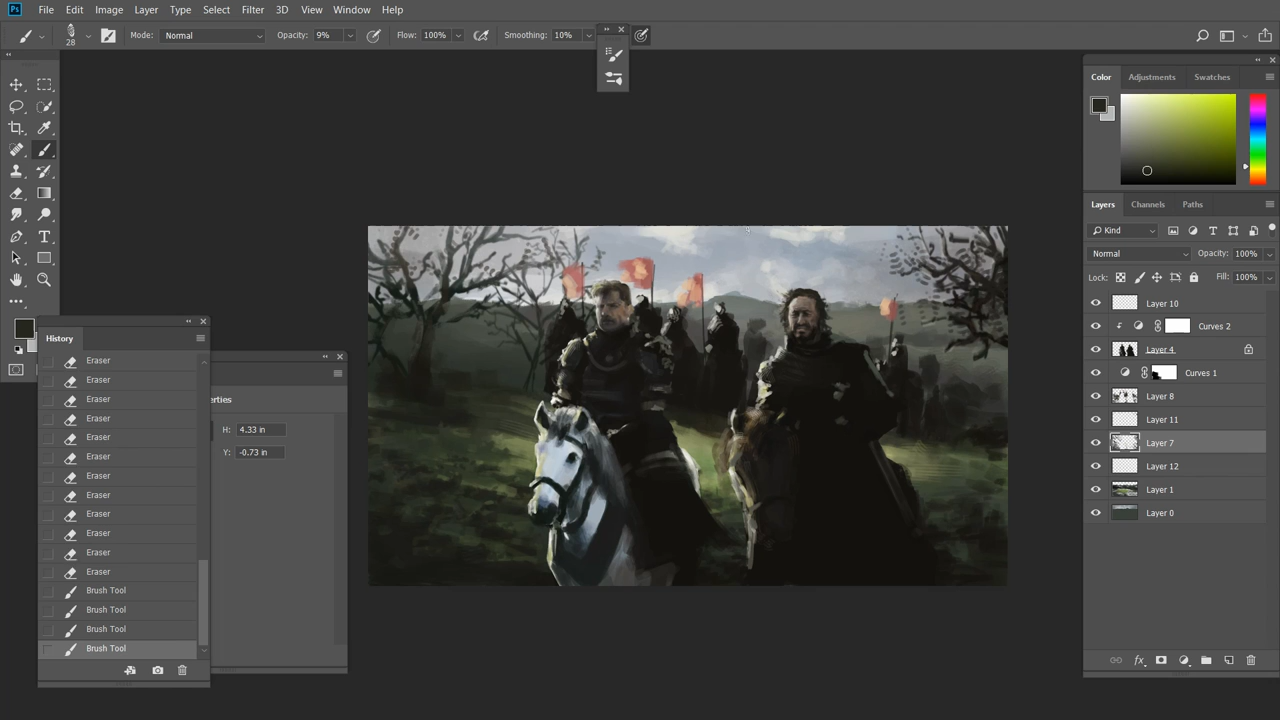 Ps File Edit Image Layer Type Select Filter 3D View Window Help
28 Mode: Normal Opacity: 9% Flow: 100% Smoothing: 10%
Color Adjustments Swatches
Layers Channels Paths
Kind
Normal Opacity: 100%
Lock: Fill: 100%
Layer 10
Curves 2
Layer 4
Curves 1
Layer 8
Layer 11
Layer 7
Layer 12
Layer 1
Layer 0
History
Eraser
Eraser
Eraser
Eraser
Eraser
Eraser
Eraser
Eraser
Eraser
Eraser
Eraser
Eraser
Brush Tool
Brush Tool
Brush Tool
Brush Tool
erties
H: 4.33 in
Y: -0.73 in